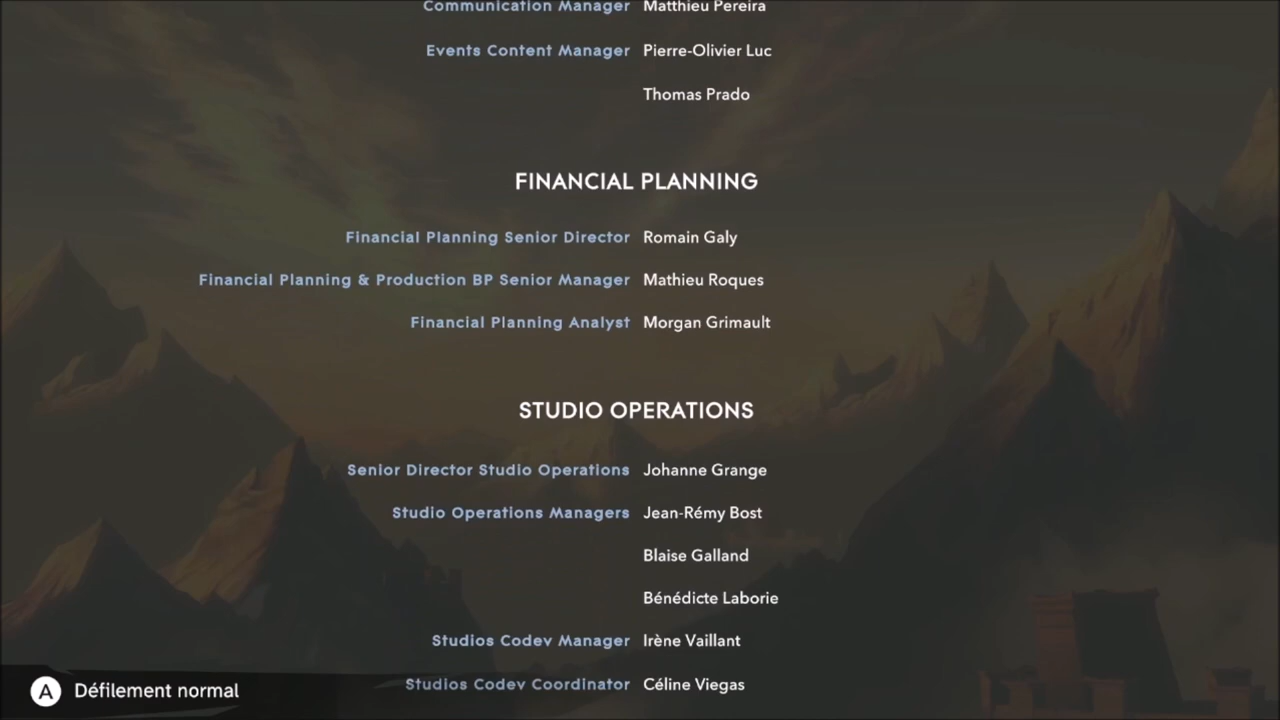 Communication Manager Matthieu Pereira
Events Content Manager Pierre-Olivier Luc
Thomas Prado
FINANCIAL PLANNING
Financial Planning Senior Director Romain Galy
Financial Planning & Production BP Senior Manager Mathieu Roques
Financial Planning Analyst Morgan Grimault
STUDIO OPERATIONS
Senior Director Studio Operations Johanne Grange
Studio Operations Managers Jean-Rémy Bost
Blaise Galland
Bénédicte Laborie
Studios Codev Manager Irène Vaillant
Studios Codev Coordinator Céline Viegas
A Défilement normal